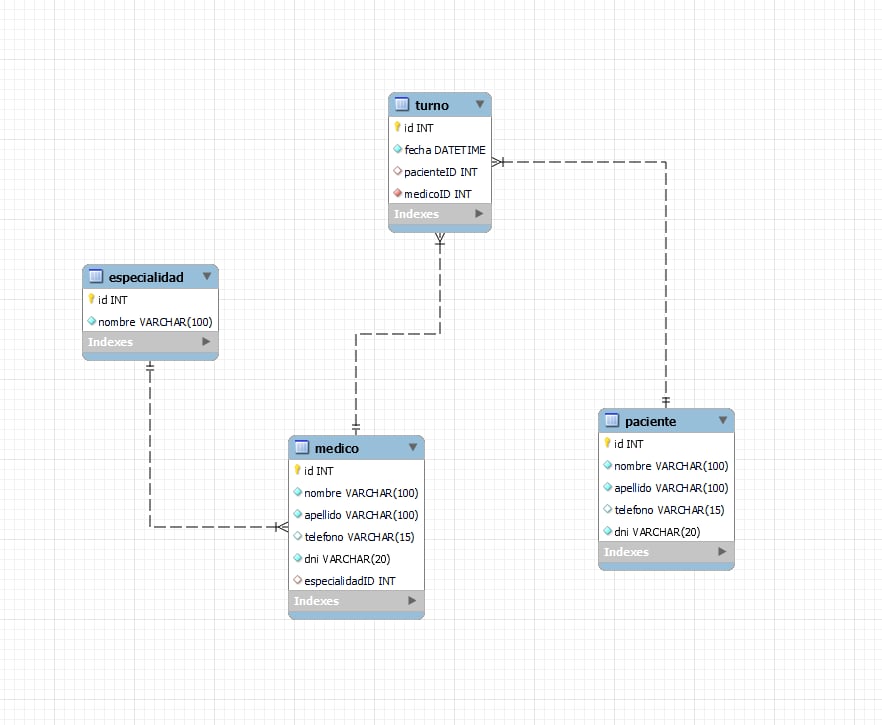 turno
id INT
fecha DATETIME
pacienteID INT
medicoID INT
Indexes
especialidad
id INT
nombre VARCHAR(100)
Indexes
medico
id INT
nombre VARCHAR(100)
apellido VARCHAR(100)
telefono VARCHAR(15)
dni VARCHAR(20)
especialidadID INT
Indexes
paciente
id INT
nombre VARCHAR(100)
apellido VARCHAR(100)
telefono VARCHAR(15)
dni VARCHAR(20)
Indexes